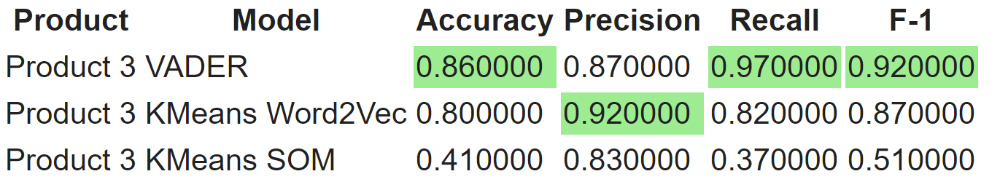 Product Model Accuracy Precision Recall F-1
Product 3 VADER 0.860000 0.870000 0.970000 0.920000
Product 3 KMeans Word2Vec 0.800000 0.920000 0.820000 0.870000
Product 3 KMeans SOM 0.410000 0.830000 0.370000 0.510000